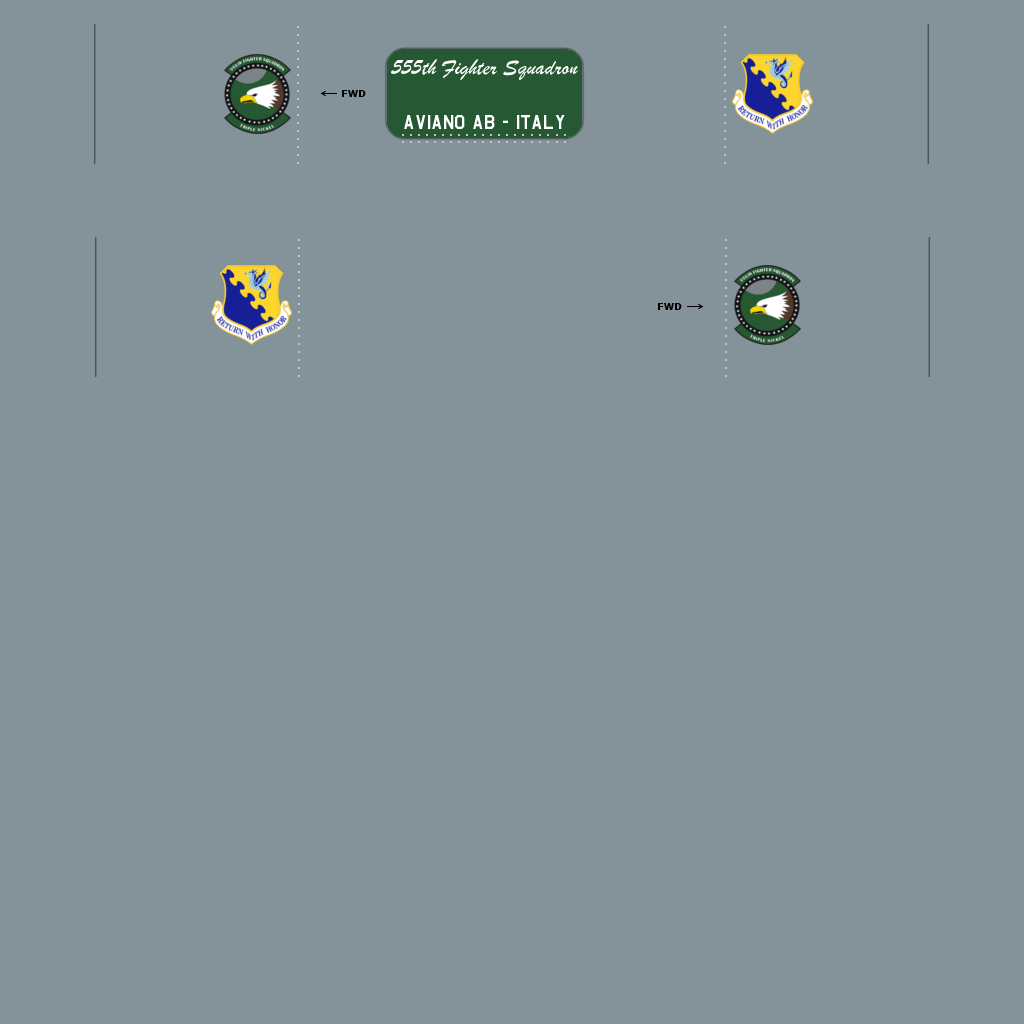 555TH FIGHTER SQUADRON
TRIPLE NICKEL
← FWD
555th Fighter Squadron
AVIANO AB - ITALY
RETURN WITH HONOR
RETURN WITH HONOR
FWD →
555TH FIGHTER SQUADRON
TRIPLE NICKEL